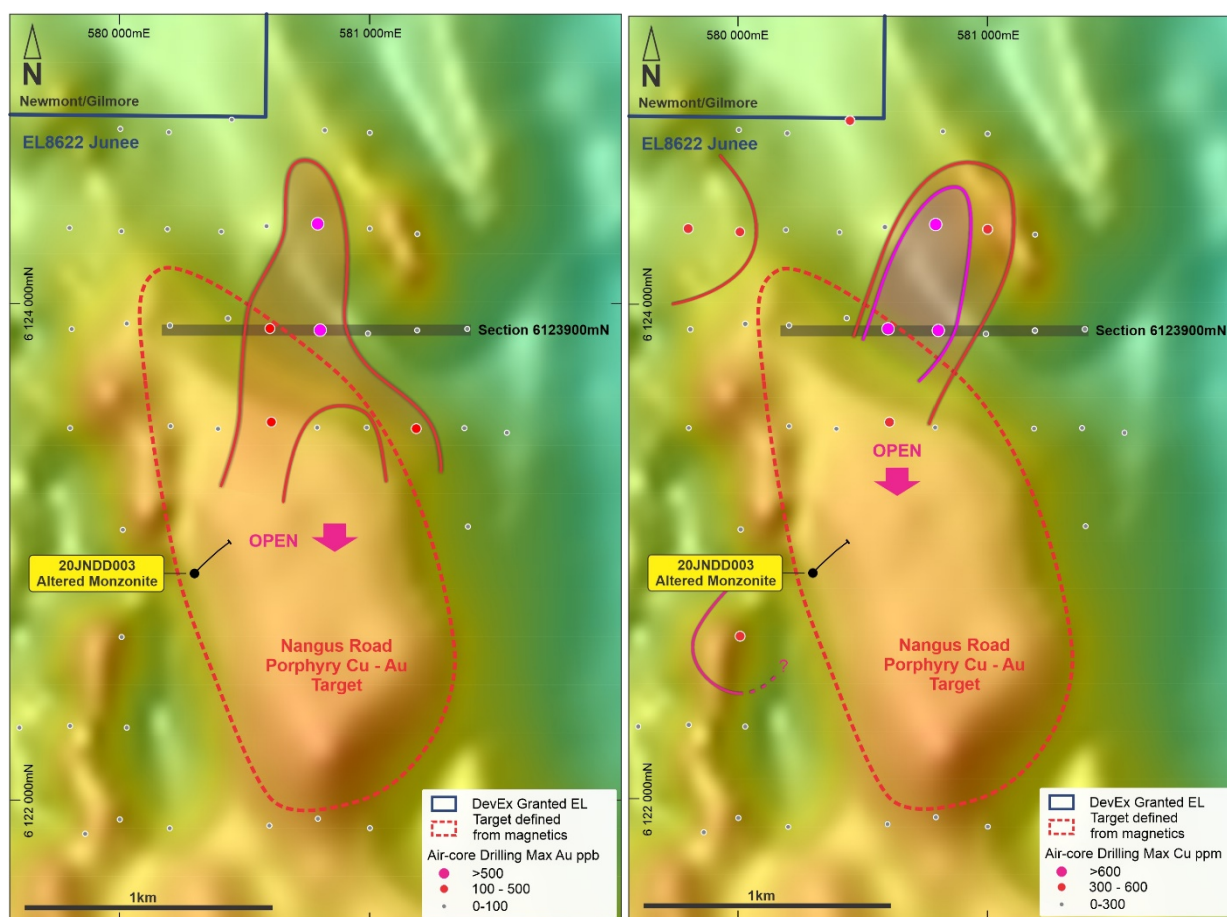 580 000mE
581 000mE
N
Newmont/Gilmore
EL8622 Junee
6 124 000mN
Section 6123900mN
OPEN
20JNDD003
Altered Monzonite
Nangus Road
Porphyry Cu - Au
Target
6 122 000mN
DevEx Granted EL
Target defined
from magnetics
Air-core Drilling Max Au ppb
>500
100 - 500
0-100
1km
580 000mE
581 000mE
N
Newmont/Gilmore
EL8622 Junee
6 124 000mN
Section 6123900mN
OPEN
20JNDD003
Altered Monzonite
Nangus Road
Porphyry Cu - Au
Target
6 122 000mN
DevEx Granted EL
Target defined
from magnetics
Air-core Drilling Max Cu ppm
>600
300 - 600
0-300
1km